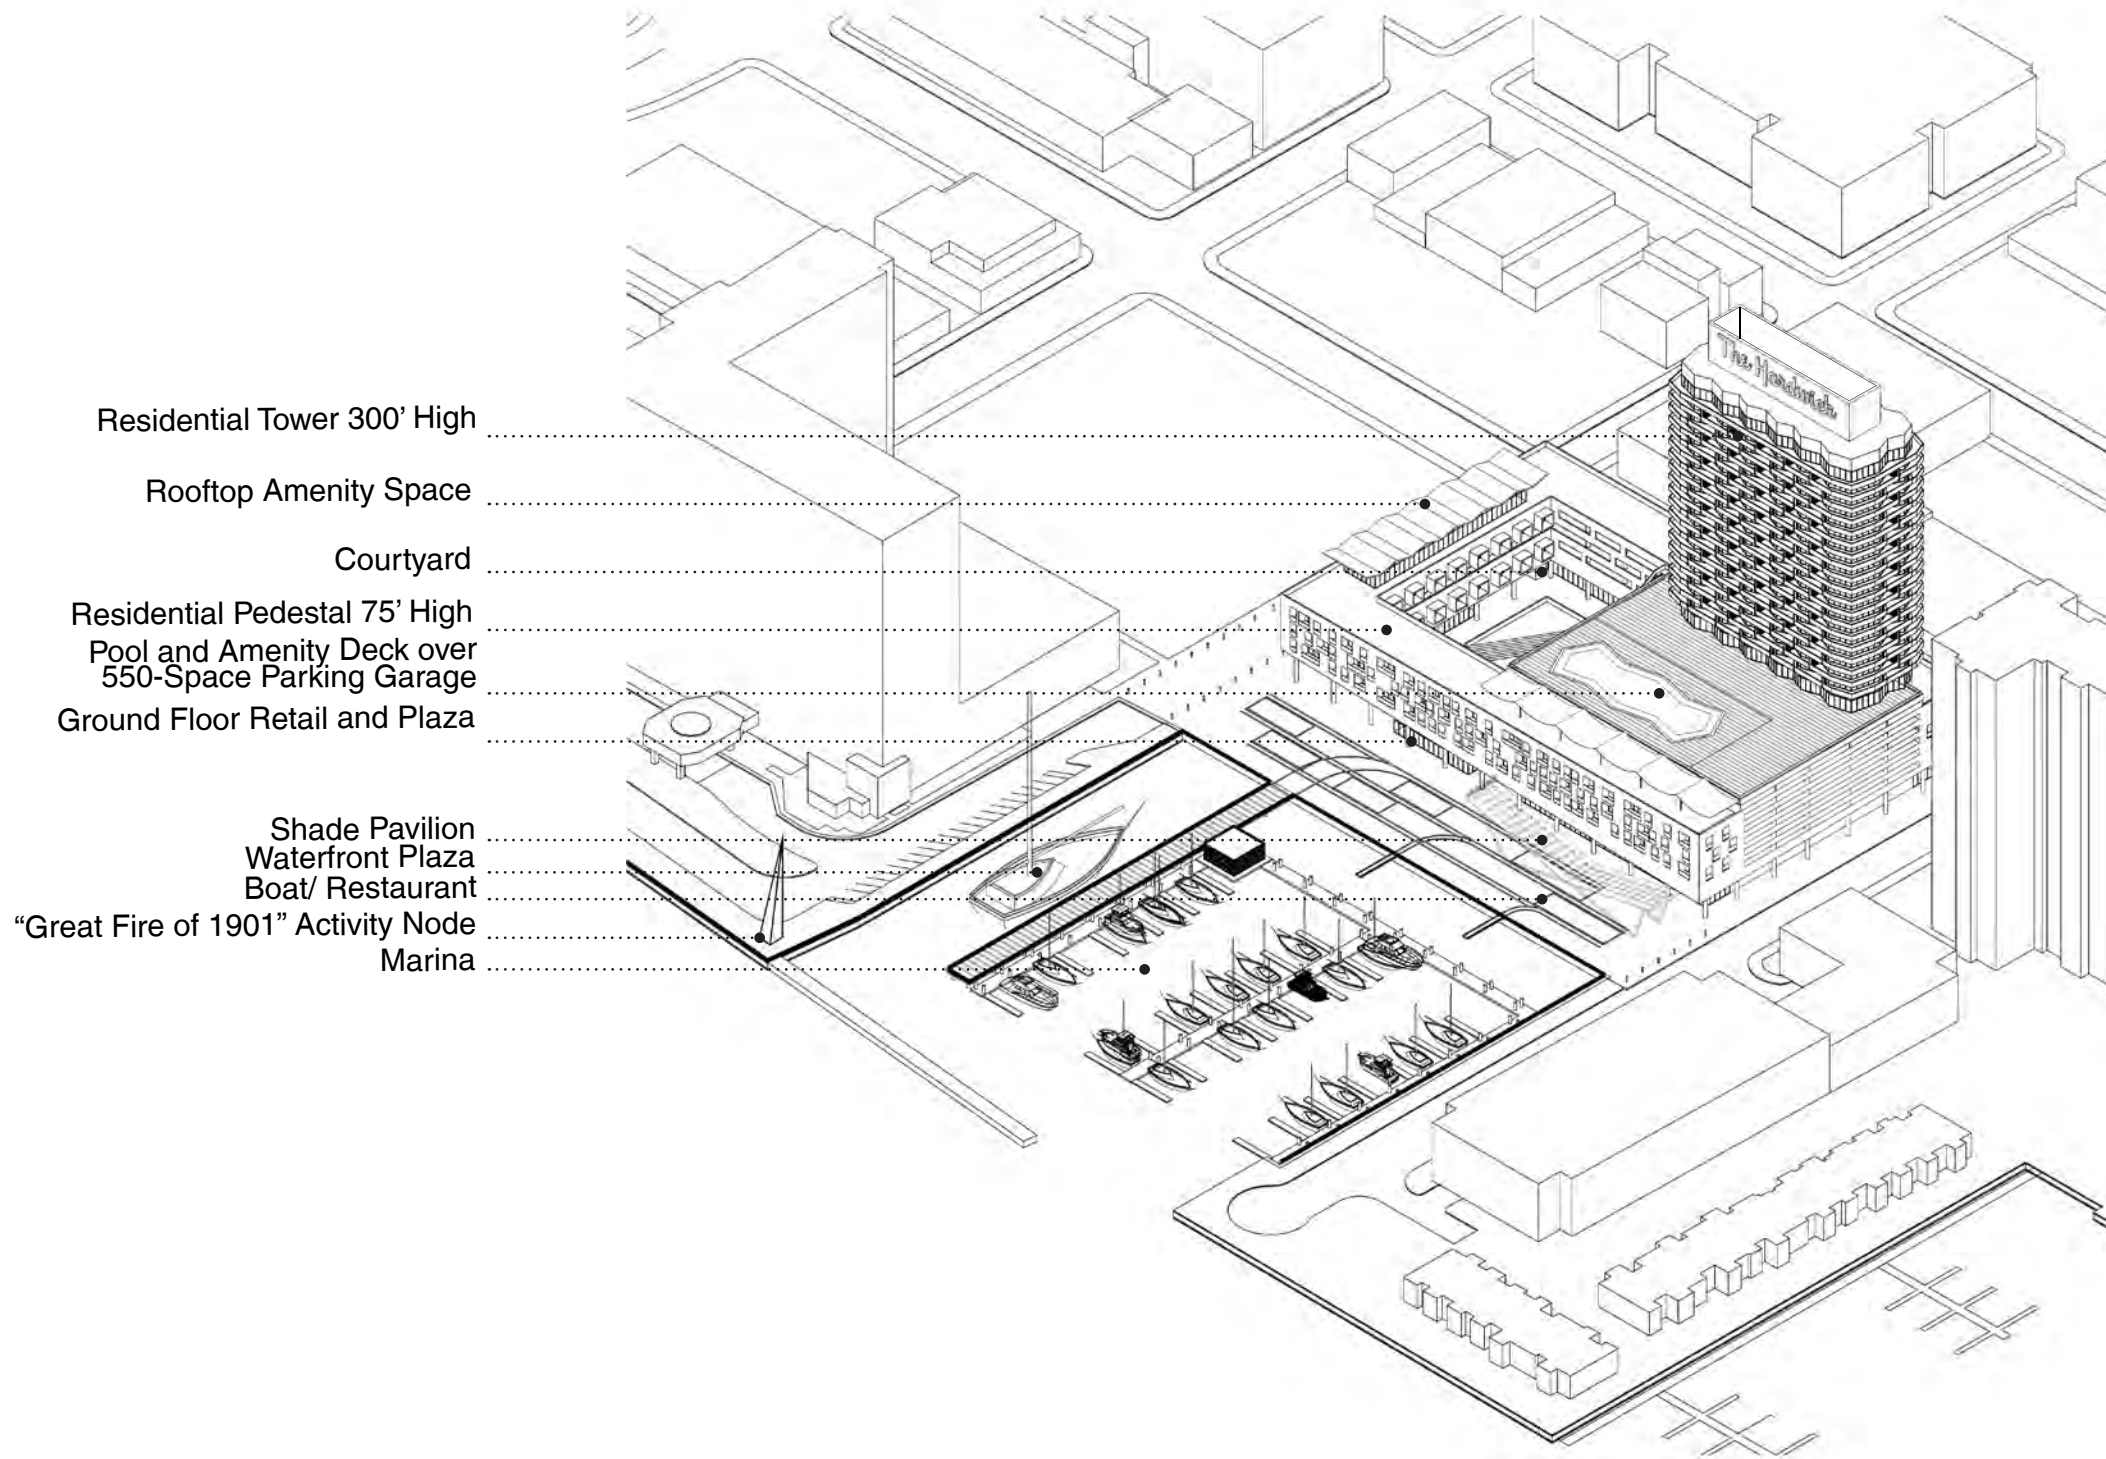 The Hardwick
Residential Tower 300’ High
Rooftop Amenity Space
Courtyard
Residential Pedestal 75’ High
Pool and Amenity Deck over
550-Space Parking Garage
Ground Floor Retail and Plaza
Shade Pavilion
Waterfront Plaza
Boat/ Restaurant
“Great Fire of 1901” Activity Node
Marina